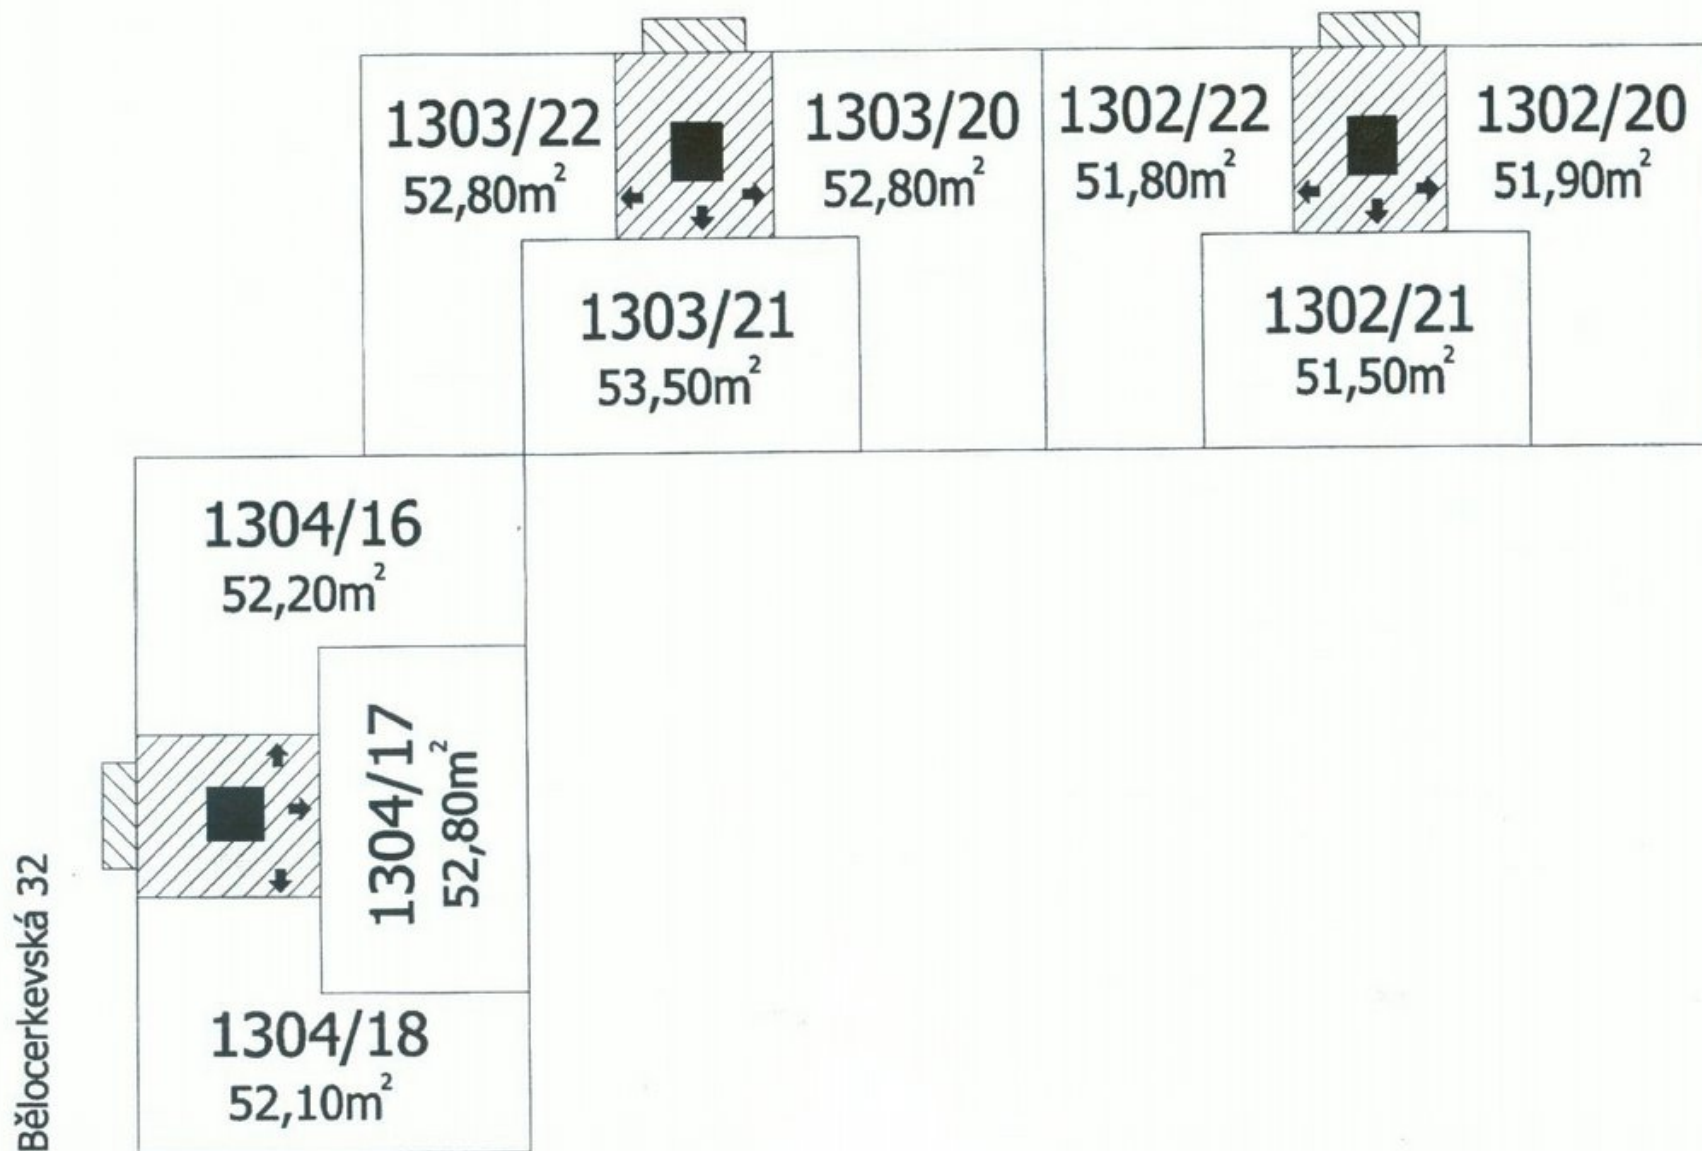 1303/22
52,80m²
1303/20
52,80m²
1302/22
51,80m²
1302/20
51,90m²
1303/21
53,50m²
1302/21
51,50m²
1304/16
52,20m²
1304/17
52,80m²
1304/18
52,10m²
Bělocerkevská 32